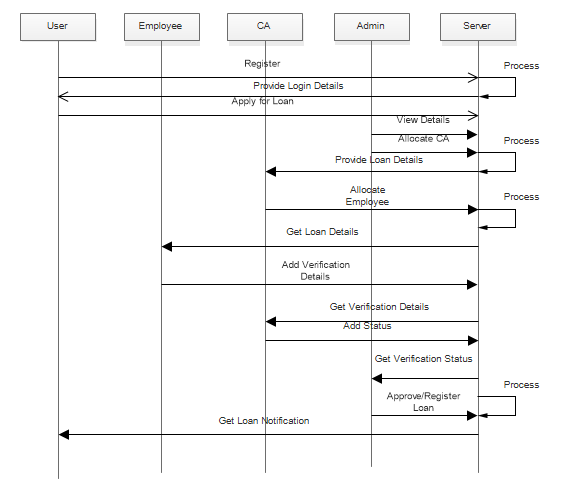 User
Employee
CA
Admin
Server
Register
Process
Provide Login Details
Apply for Loan
View Details
Allocate CA
Process
Provide Loan Details
Allocate
Employee
Process
Get Loan Details
Add Verification
Details
Get Verification Details
Add Status
Get Verification Status
Process
Approve/Register
Loan
Get Loan Notification